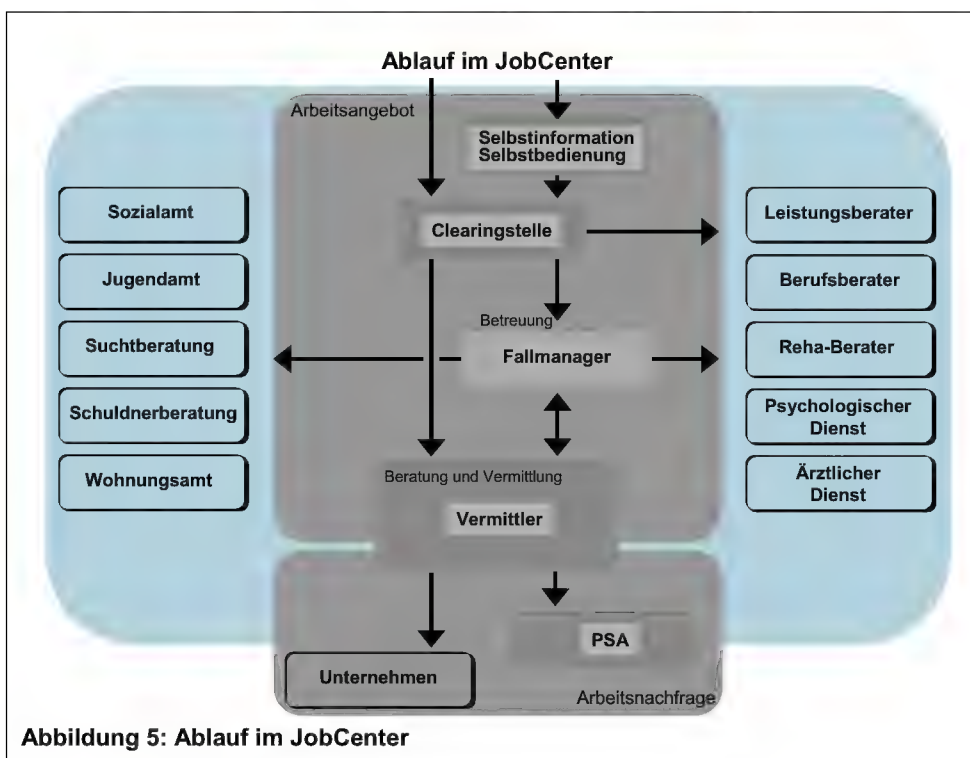 Ablauf im JobCenter
Arbeitsangebot
Selbstinformation
Selbstbedienung
Sozialamt
Clearingstelle
Leistungsberater
Jugendamt
Berufsberater
Betreuung
Suchtberatung
Fallmanager
Reha-Berater
Schuldnerberatung
Psychologischer
Dienst
Wohnungsamt
Beratung und Vermittlung
Ärztlicher
Dienst
Vermittler
PSA
Unternehmen
Arbeitsnachfrage
Abbildung 5: Ablauf im JobCenter